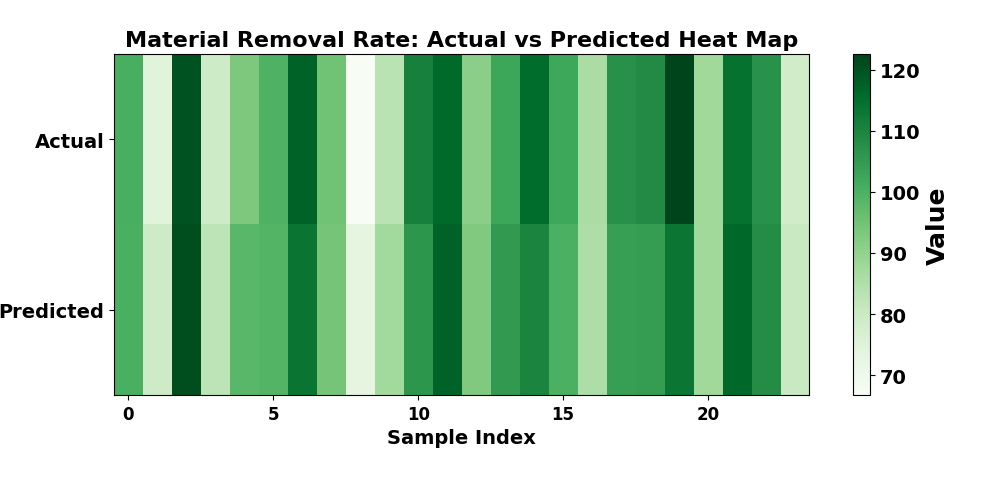 Material Removal Rate: Actual vs Predicted Heat Map
Actual
Predicted
0 5 10 15 20
Sample Index
120
110
100
90
80
70
Value